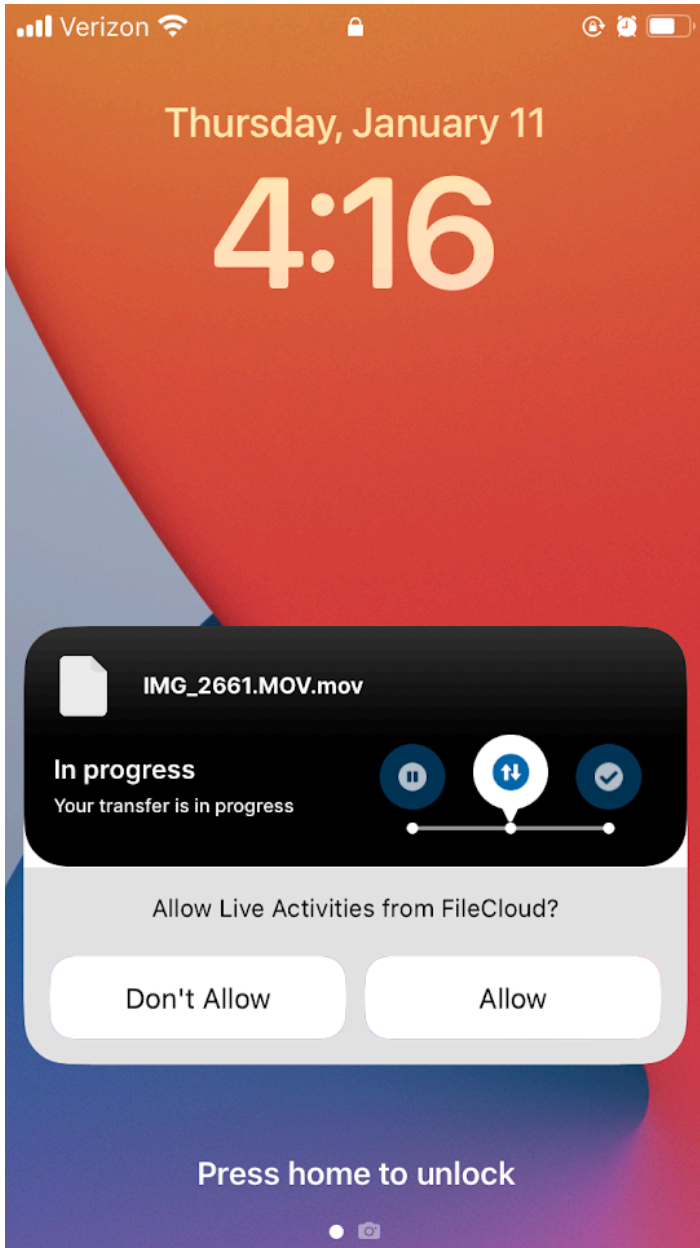 Verizon
Thursday, January 11
4:16
IMG_2661.MOV.mov
In progress
Your transfer is in progress
Allow Live Activities from FileCloud?
Don't Allow
Allow
Press home to unlock